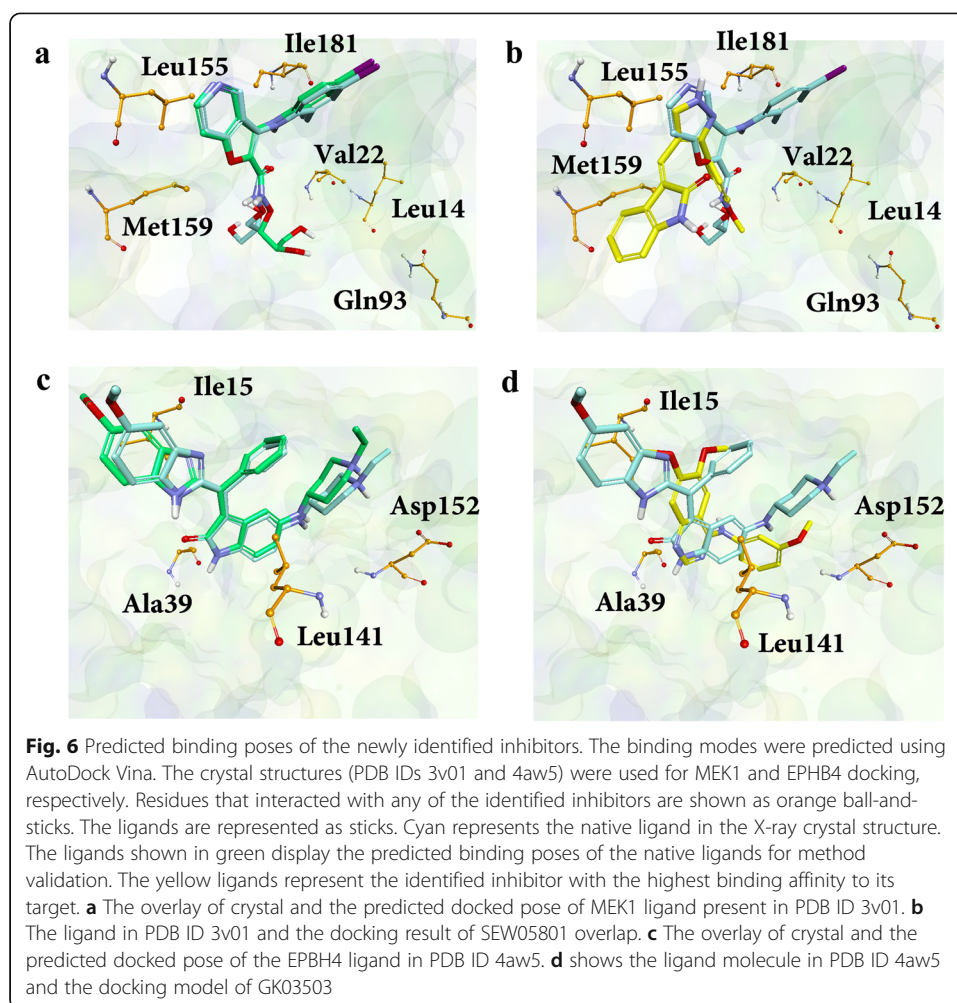 a
Ile181
Leu155
Val22
Met159
Leu14
Gln93
b
Ile181
Leu155
Val22
Met159
Leu14
Gln93
c
Ile15
Asp152
Ala39
Leu141
d
Ile15
Asp152
Ala39
Leu141
Fig. 6 Predicted binding poses of the newly identified inhibitors. The binding modes were predicted using
AutoDock Vina. The crystal structures (PDB IDs 3v01 and 4aw5) were used for MEK1 and EPHB4 docking,
respectively. Residues that interacted with any of the identified inhibitors are shown as orange ball-and-
sticks. The ligands are represented as sticks. Cyan represents the native ligand in the X-ray crystal structure.
The ligands shown in green display the predicted binding poses of the native ligands for method
validation. The yellow ligands represent the identified inhibitor with the highest binding affinity to its
target. a The overlay of crystal and the predicted docked pose of MEK1 ligand present in PDB ID 3v01. b
The ligand in PDB ID 3v01 and the docking result of SEW05801 overlap. c The overlay of crystal and the
predicted docked pose of the EPBH4 ligand in PDB ID 4aw5. d shows the ligand molecule in PDB ID 4aw5
and the docking model of GK03503